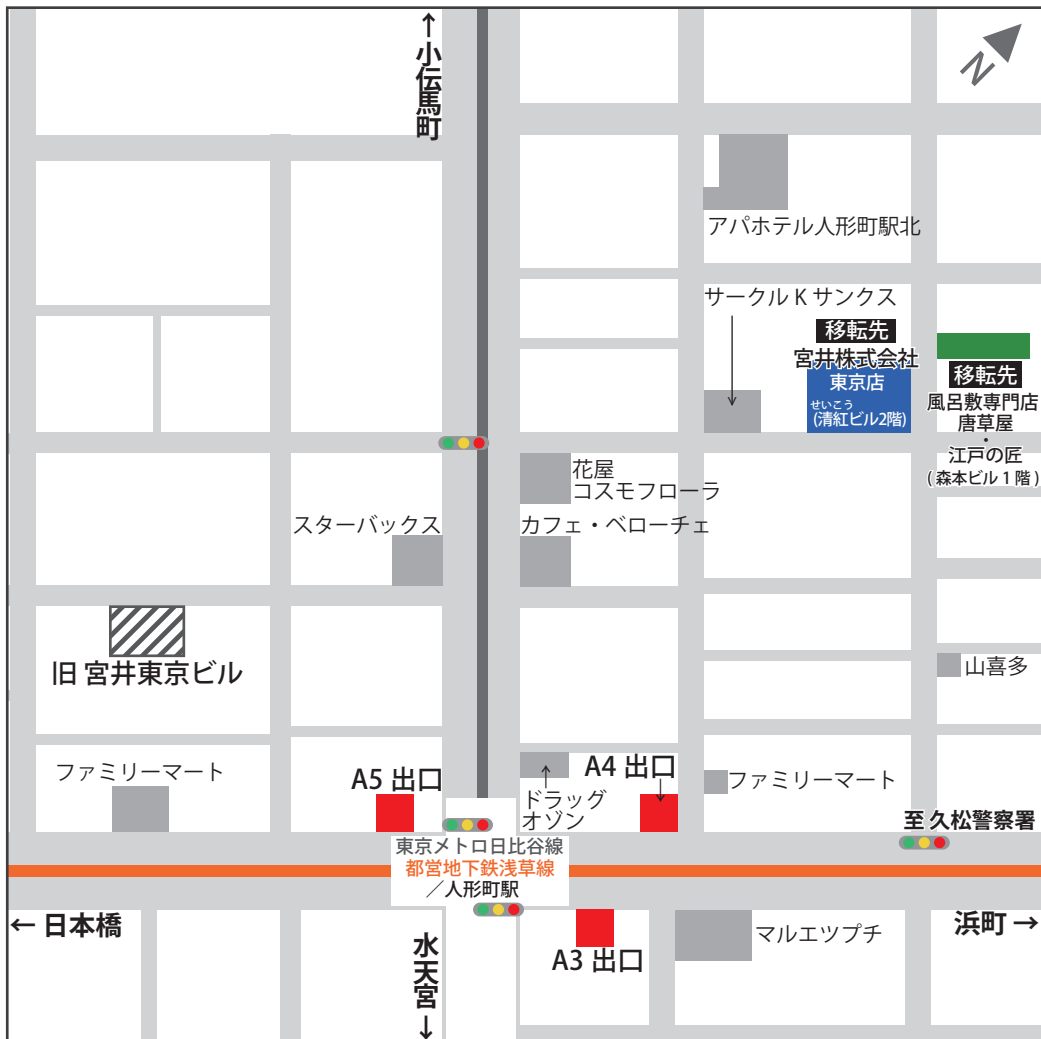 ↑小伝馬町
N
アパホテル人形町駅北
サークル K サンクス
移転先
宮井株式会社
東京店
せいこう
(清紅ビル2階)
移転先
風呂敷専門店
唐草屋
・
江戸の匠
( 森本ビル 1 階 )
花屋
コスモフローラ
スターバックス
カフェ・ベローチェ
旧 宮井東京ビル
山喜多
ファミリーマート
A5 出口
ドラッグ
オゾン
A4 出口
ファミリーマート
至 久松警察署
東京メトロ日比谷線
都営地下鉄浅草線
／人形町駅
← 日本橋
水天宮↓
A3 出口
マルエツプチ
浜町 →